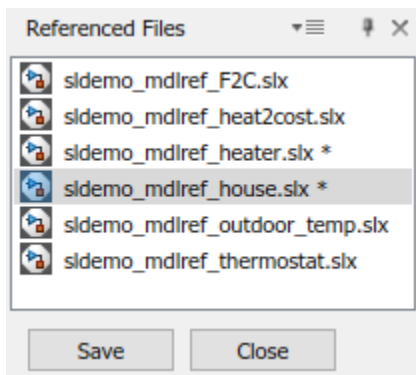 Referenced Files
sldemo_mdlref_F2C.slx
sldemo_mdlref_heat2cost.slx
sldemo_mdlref_heater.slx *
sldemo_mdlref_house.slx *
sldemo_mdlref_outdoor_temp.slx
sldemo_mdlref_thermostat.slx
Save Close